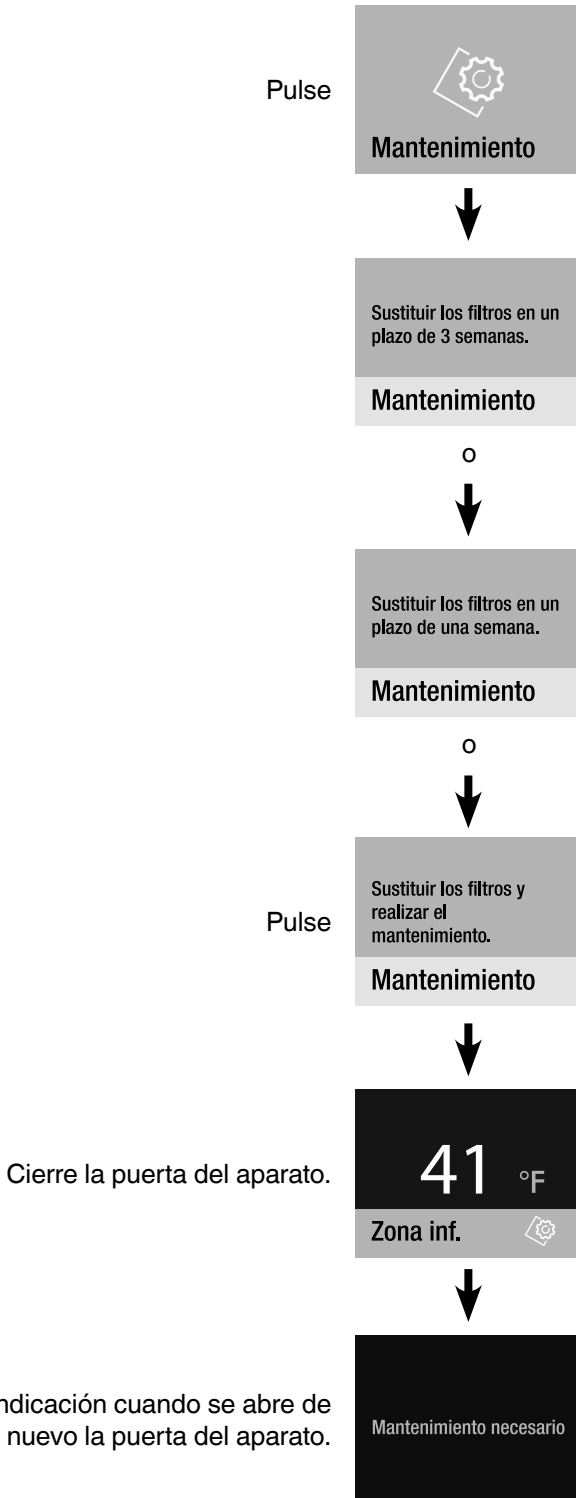 Pulse
Mantenimiento
Sustituir los filtros en un
plazo de 3 semanas.
Mantenimiento
o
Sustituir los filtros en un
plazo de una semana.
Mantenimiento
o
Pulse
Sustituir los filtros y
realizar el
mantenimiento.
Mantenimiento
Cierre la puerta del aparato.
41 °F
Zona inf.
ndicación cuando se abre de
nuevo la puerta del aparato.
Mantenimiento necesario